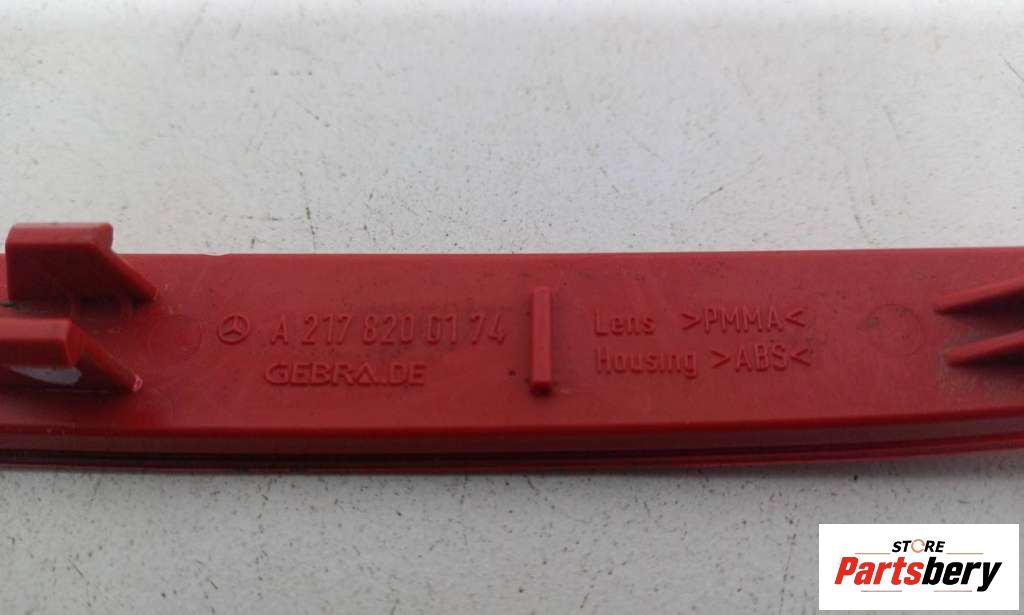 A 217 820 01 74
GEBRA.DE
Lens >PMMA<
Housing >ABS<
STORE
Partsbery